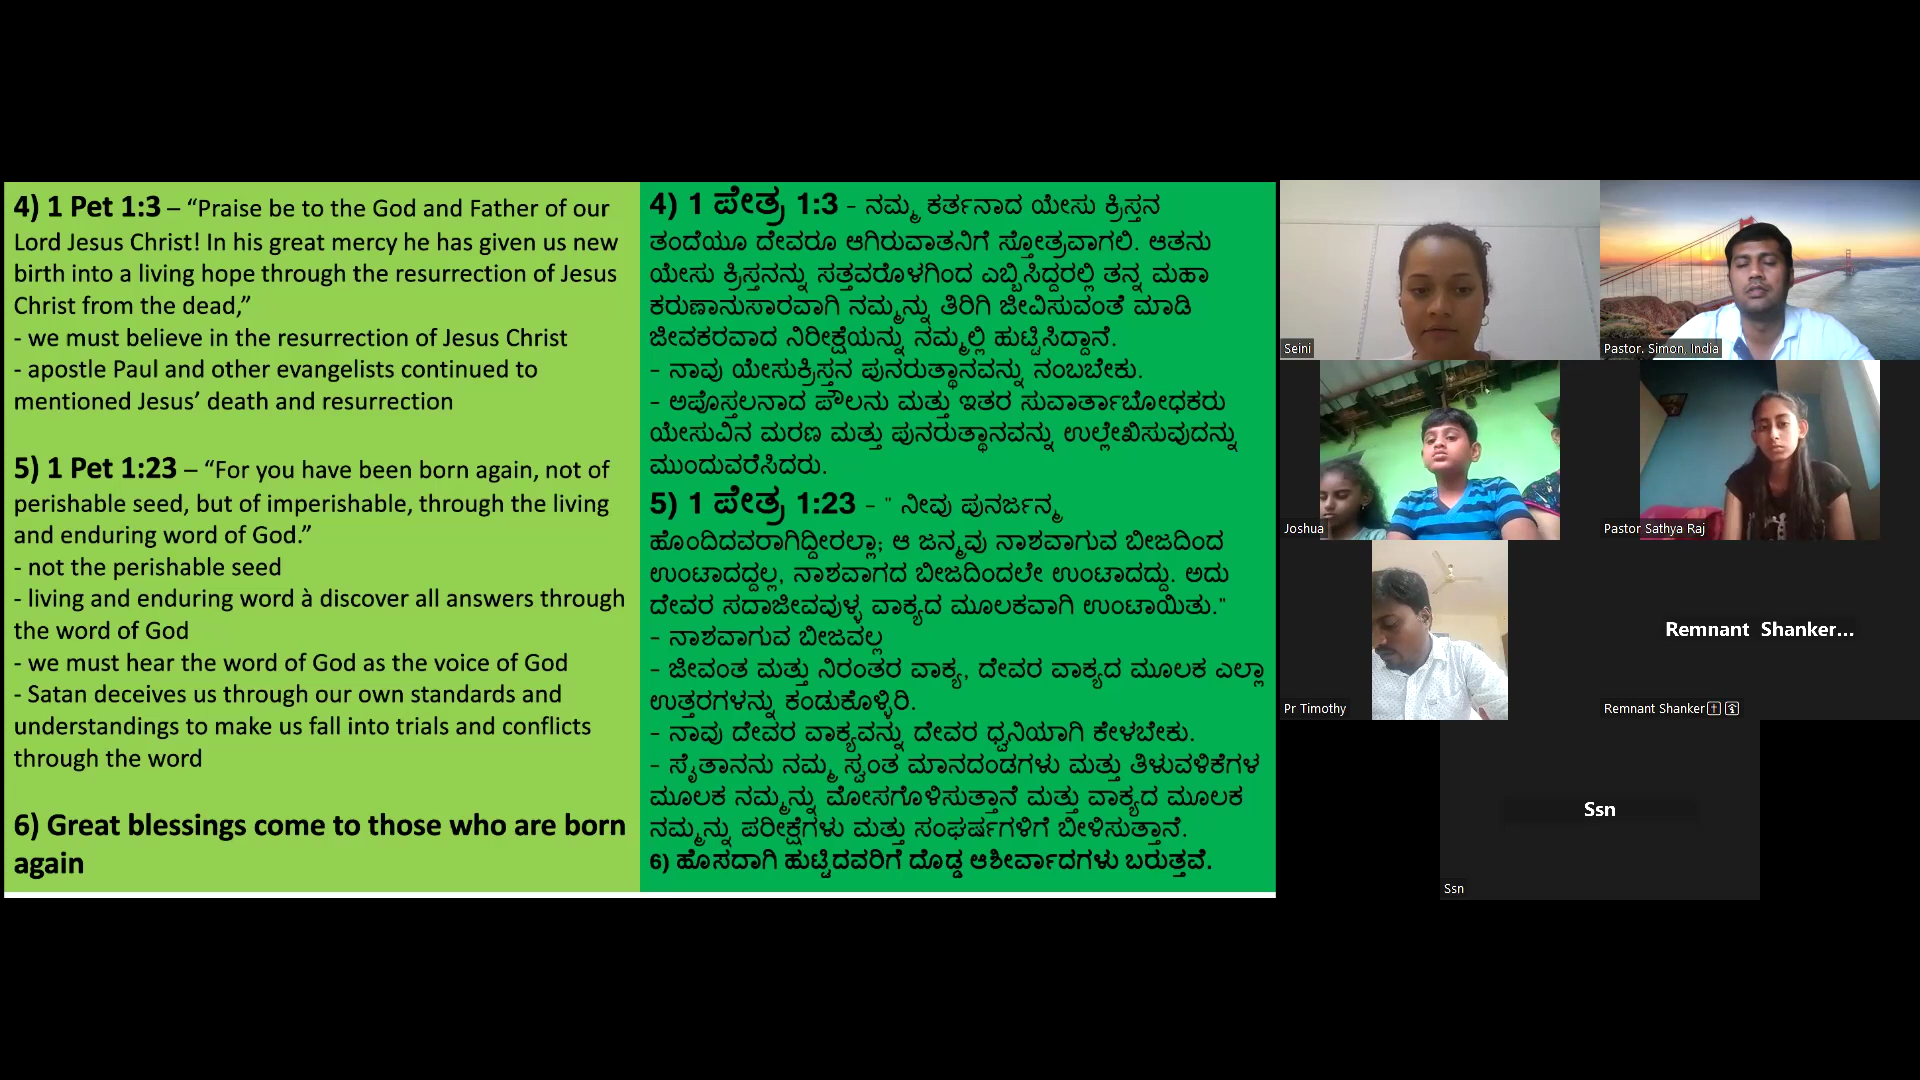 4) 1 Pet 1:3 – “Praise be to the God and Father of our
Lord Jesus Christ! In his great mercy he has given us new
birth into a living hope through the resurrection of Jesus
Christ from the dead,”
- we must believe in the resurrection of Jesus Christ
- apostle Paul and other evangelists continued to
mentioned Jesus’ death and resurrection
5) 1 Pet 1:23 – “For you have been born again, not of
perishable seed, but of imperishable, through the living
and enduring word of God.”
- not the perishable seed
- living and enduring word à discover all answers through
the word of God
- we must hear the word of God as the voice of God
- Satan deceives us through our own standards and
understandings to make us fall into trials and conflicts
through the word
6) Great blessings come to those who are born
again
4) 1 ಪೇತ್ರ 1:3 - ನಮ್ಮ ಕರ್ತನಾದ ಯೇಸು ಕ್ರಿಸ್ತನ
ತಂದೆಯೂ ದೇವರೂ ಆಗಿರುವಾತನಿಗೆ ಸ್ತೋತ್ರವಾಗಲಿ. ಆತನು
ಯೇಸು ಕ್ರಿಸ್ತನನ್ನು ಸತ್ತವರೊಳಗಿಂದ ಎಬ್ಬಿಸಿದ್ದರಲ್ಲಿ ತನ್ನ ಮಹಾ
ಕರುಣಾನುಸಾರವಾಗಿ ನಮ್ಮನ್ನು ತಿರಿಗಿ ಜೀವಿಸುವಂತೆ ಮಾಡಿ
ಜೀವಕರವಾದ ನಿರೀಕ್ಷೆಯನ್ನು ನಮ್ಮಲ್ಲಿ ಹುಟ್ಟಿಸಿದ್ದಾನೆ.
- ನಾವು ಯೇಸುಕ್ರಿಸ್ತನ ಪುನರುತ್ಥಾನವನ್ನು ನಂಬಬೇಕು.
- ಅಪೊಸ್ತಲನಾದ ಪೌಲನು ಮತ್ತು ಇತರ ಸುವಾರ್ತಾಬೋಧಕರು
ಯೇಸುವಿನ ಮರಣ ಮತ್ತು ಪುನರುತ್ಥಾನವನ್ನು ಉಲ್ಲೇಖಿಸುವುದನ್ನು
ಮುಂದುವರೆಸಿದರು.
5) 1 ಪೇತ್ರ 1:23 - " ನೀವು ಪುನರ್ಜನ್ಮ
ಹೊಂದಿದವರಾಗಿದ್ದೀರಲ್ಲಾ; ಆ ಜನ್ಮವು ನಾಶವಾಗುವ ಬೀಜದಿಂದ
ಉಂಟಾದದ್ದಲ್ಲ, ನಾಶವಾಗದ ಬೀಜದಿಂದಲೇ ಉಂಟಾದದ್ದು. ಅದು
ದೇವರ ಸದಾಜೀವವುಳ್ಳ ವಾಕ್ಯದ ಮೂಲಕವಾಗಿ ಉಂಟಾಯಿತು."
- ನಾಶವಾಗುವ ಬೀಜವಲ್ಲ
- ಜೀವಂತ ಮತ್ತು ನಿರಂತರ ವಾಕ್ಯ, ದೇವರ ವಾಕ್ಯದ ಮೂಲಕ ಎಲ್ಲಾ
ಉತ್ತರಗಳನ್ನು ಕಂಡುಕೊಳ್ಳಿರಿ.
- ನಾವು ದೇವರ ವಾಕ್ಯವನ್ನು ದೇವರ ಧ್ವನಿಯಾಗಿ ಕೇಳಬೇಕು.
- ಸೈತಾನನು ನಮ್ಮ ಸ್ವಂತ ಮಾನದಂಡಗಳು ಮತ್ತು ತಿಳುವಳಿಕೆಗಳ
ಮೂಲಕ ನಮ್ಮನ್ನು ಮೋಸಗೊಳಿಸುತ್ತಾನೆ ಮತ್ತು ವಾಕ್ಯದ ಮೂಲಕ
ನಮ್ಮನ್ನು ಪರೀಕ್ಷೆಗಳು ಮತ್ತು ಸಂಘರ್ಷಗಳಿಗೆ ಬೀಳಿಸುತ್ತಾನೆ.
6) ಹೊಸದಾಗಿ ಹುಟ್ಟಿದವರಿಗೆ ದೊಡ್ಡ ಆಶೀರ್ವಾದಗಳು ಬರುತ್ತವೆ.
Seini
Pastor. Simon, India
Joshua
Pastor Sathya Raj
Pr Timothy
Remnant Shanker...
Remnant Shanker
Ssn
Ssn